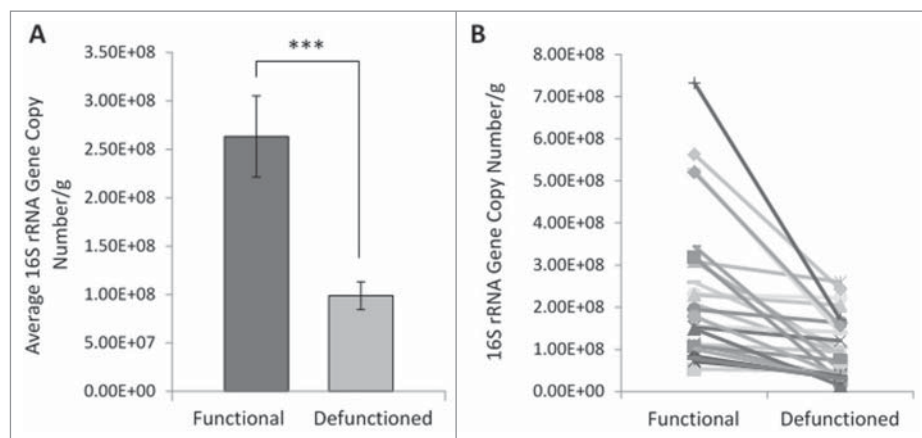 A
***
Average 16S rRNA Gene Copy
Number/g
3.50E+08
3.00E+08
2.50E+08
2.00E+08
1.50E+08
1.00E+08
5.00E+07
0.00E+00
Functional Defunctioned
B
16S rRNA Gene Copy Number/g
8.00E+08
7.00E+08
6.00E+08
5.00E+08
4.00E+08
3.00E+08
2.00E+08
1.00E+08
0.00E+00
Functional Defunctioned